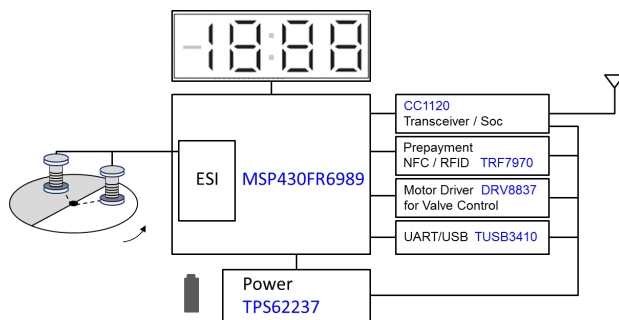 -18:88
CC1120
Transceiver / Soc
Prepayment
NFC / RFID TRF7970
ESI MSP430FR6989
Motor Driver DRV8837
for Valve Control
UART/USB TUSB3410
Power
TPS62237